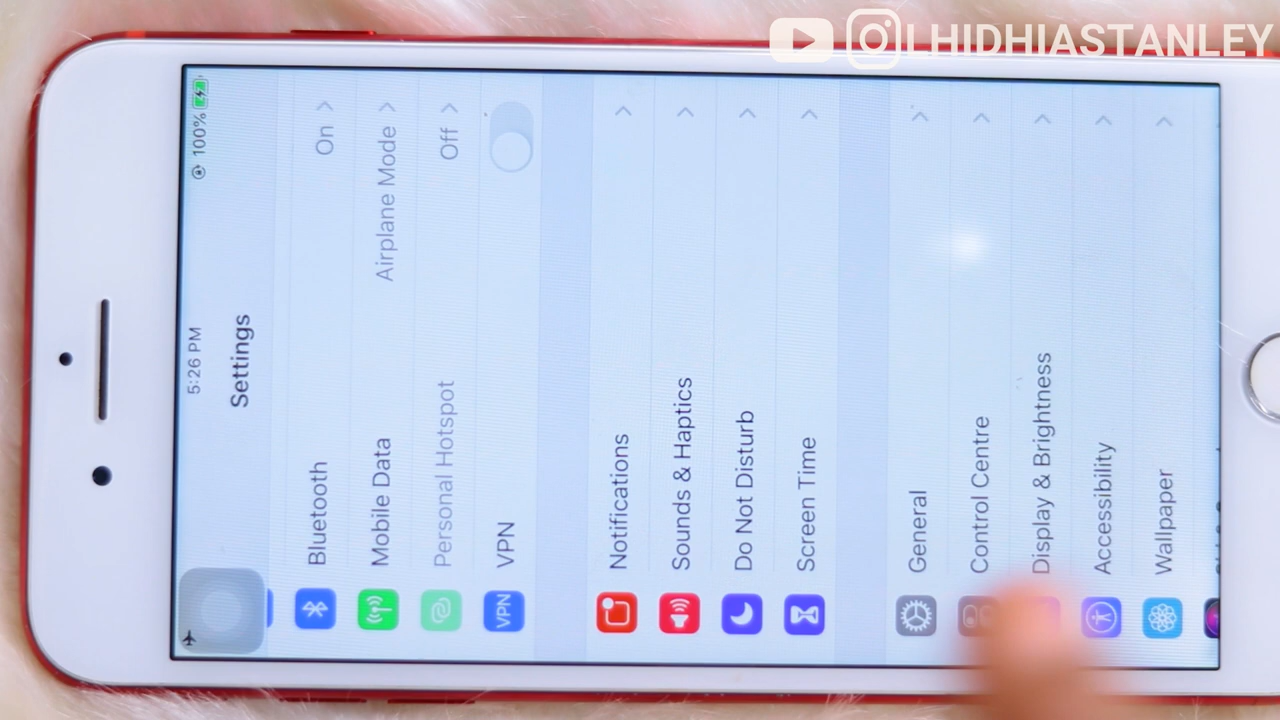 LHIDHIASTANLEY
5:26 PM
100%
Settings
Bluetooth On
Mobile Data Airplane Mode
Personal Hotspot Off
VPN VPN
Notifications
Sounds & Haptics
Do Not Disturb
Screen Time
General
Control Centre
Display & Brightness
Accessibility
Wallpaper